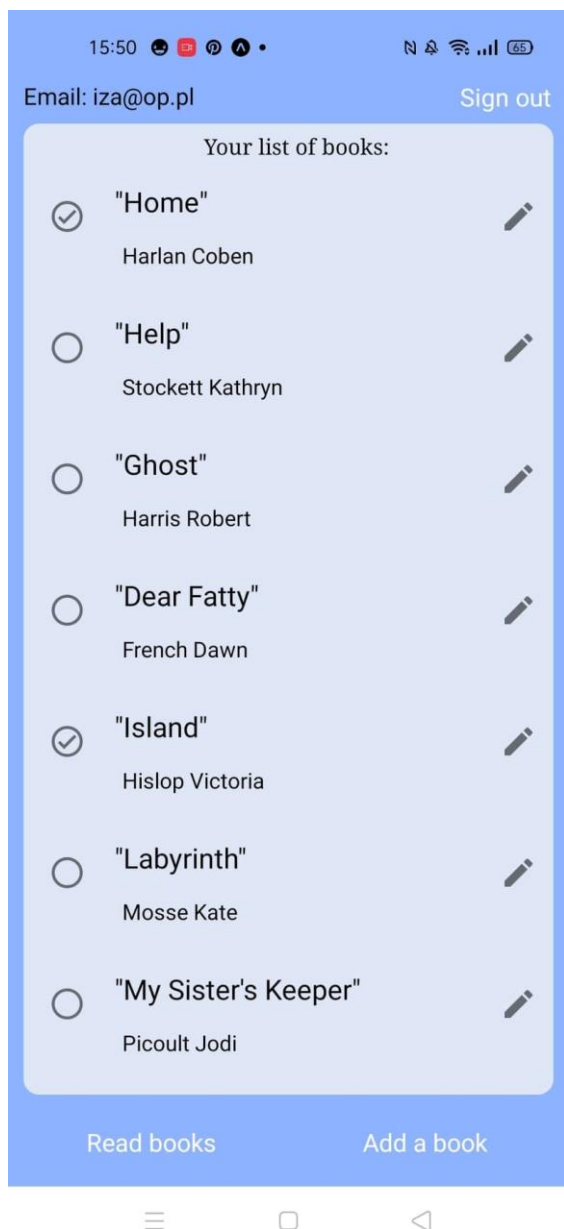 15:50 65
Email: iza@op.pl Sign out
Your list of books:
"Home"
Harlan Coben
"Help"
Stockett Kathryn
"Ghost"
Harris Robert
"Dear Fatty"
French Dawn
"Island"
Hislop Victoria
"Labyrinth"
Mosse Kate
"My Sister's Keeper"
Picoult Jodi
Read books Add a book